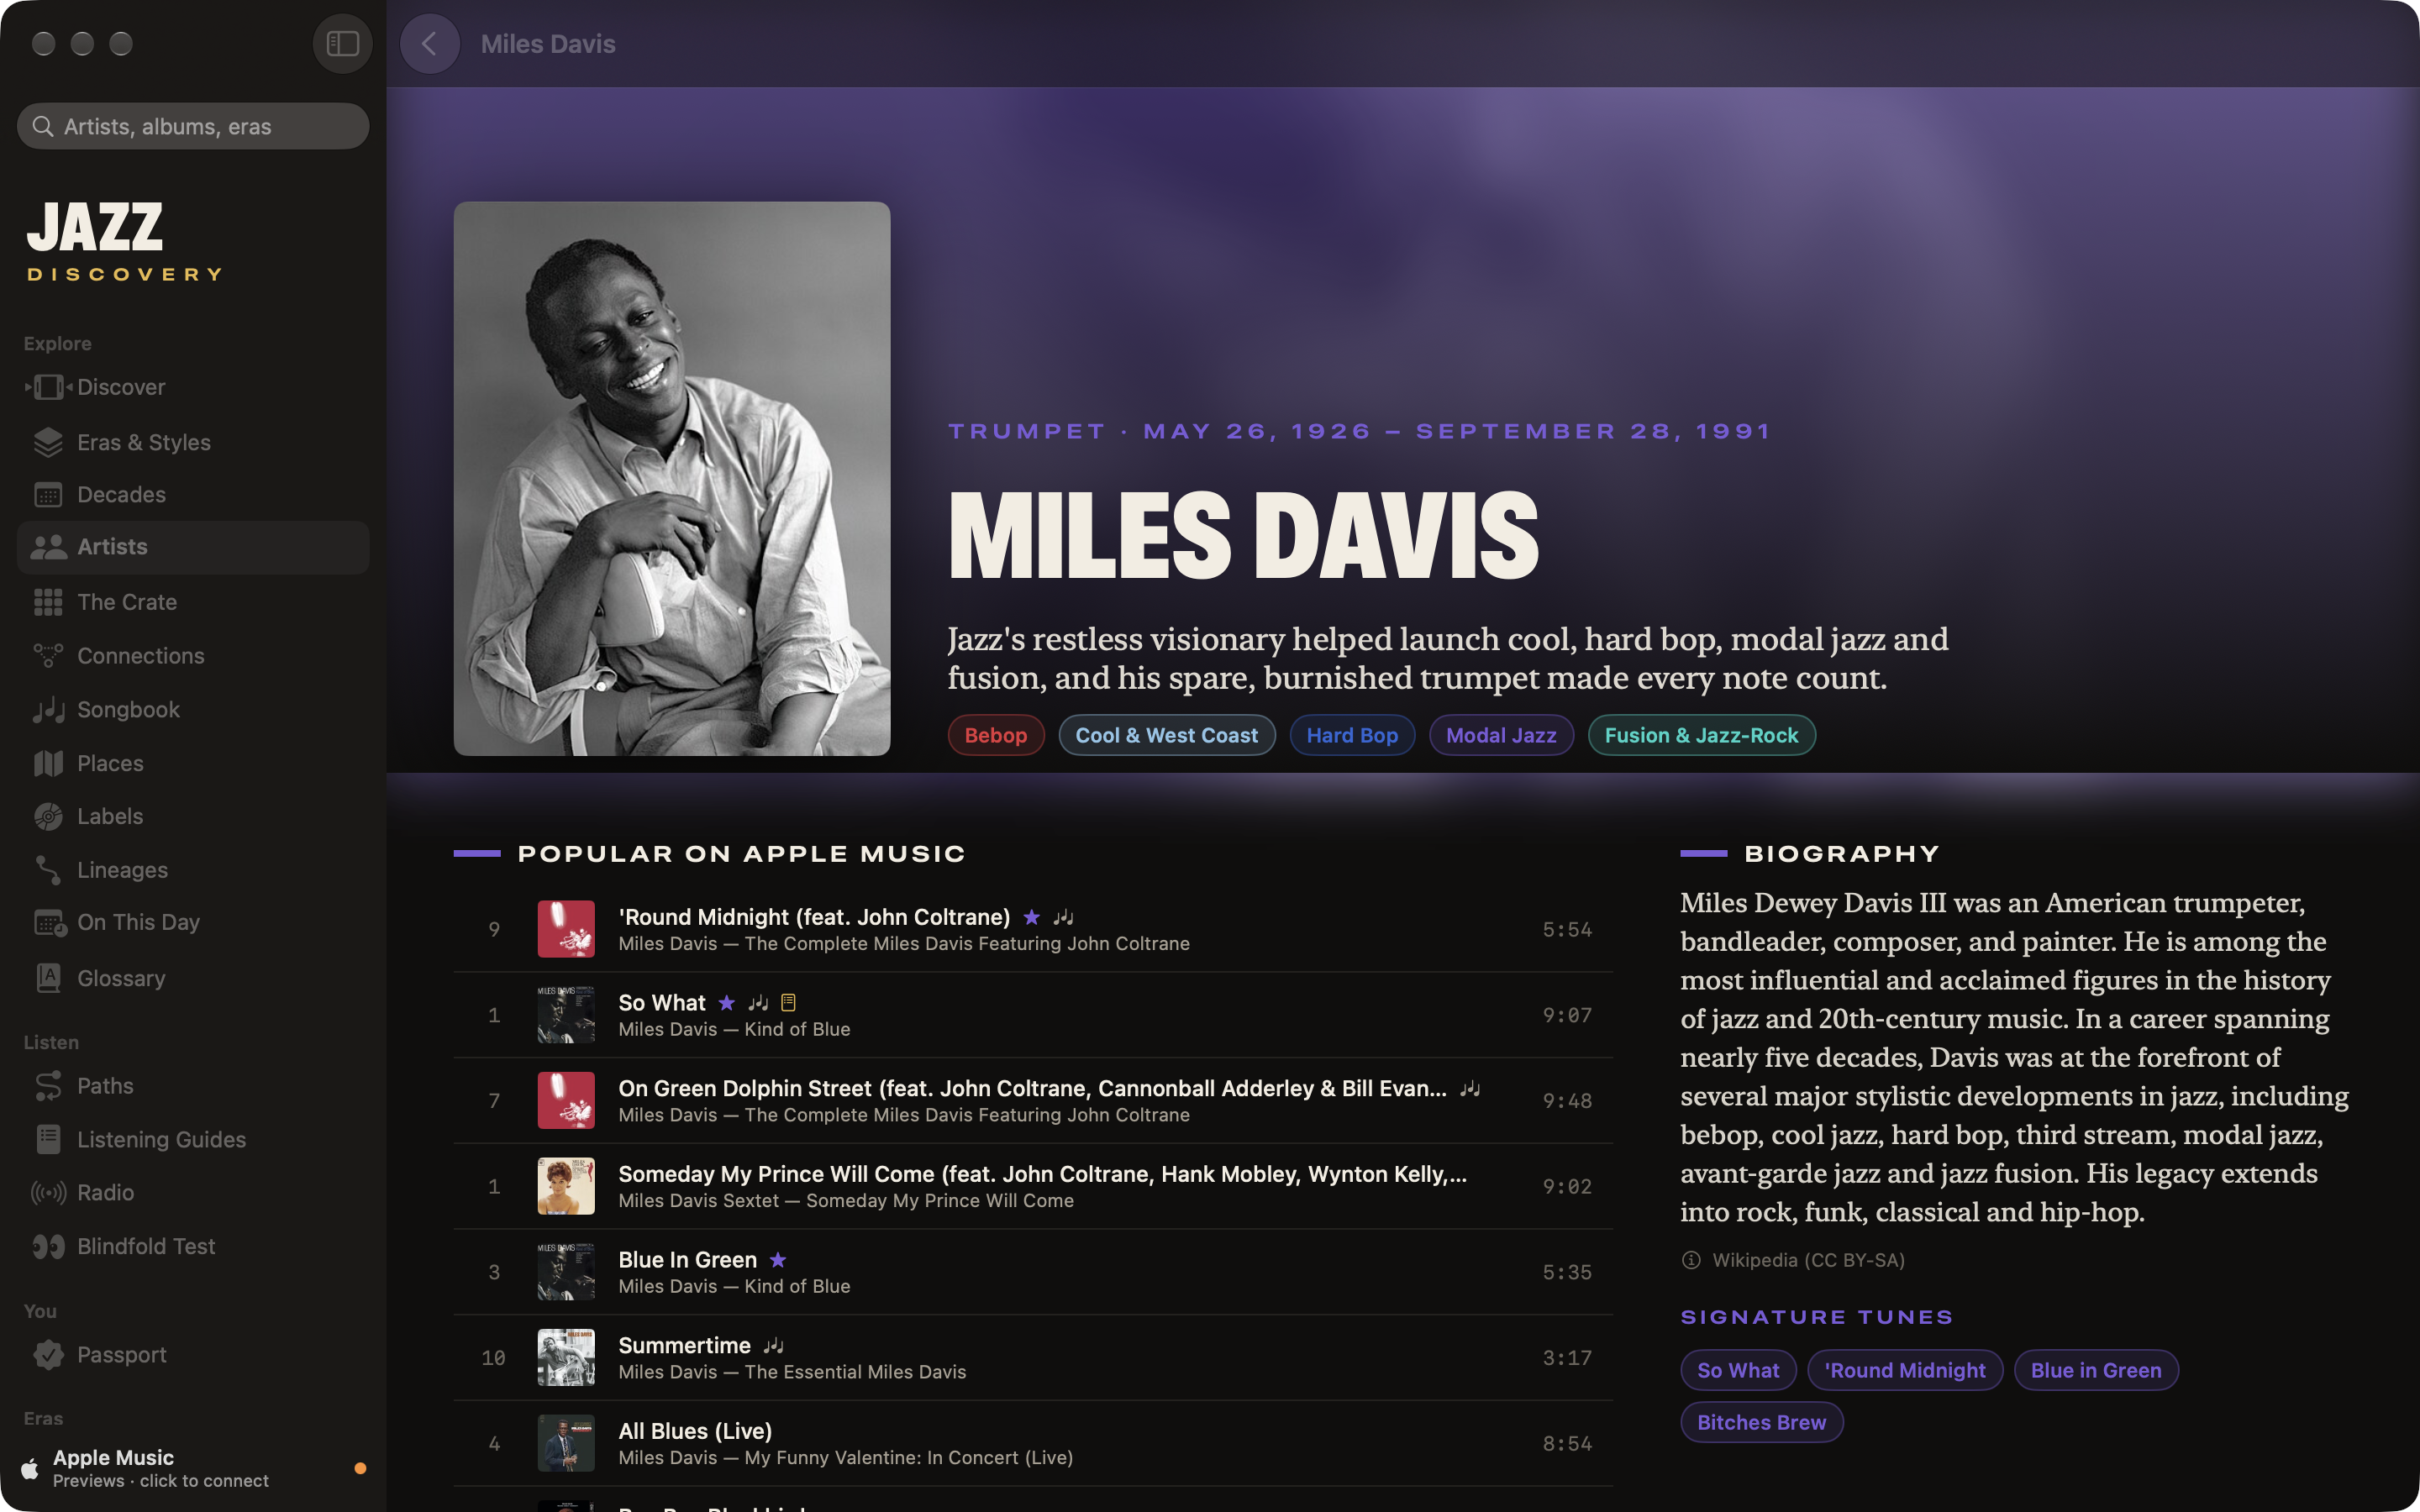 Miles Davis
Artists, albums, eras
JAZZ
DISCOVERY
Explore
Discover
Eras & Styles
Decades
Artists
The Crate
Connections
Songbook
Places
Labels
Lineages
On This Day
Glossary
Listen
Paths
Listening Guides
Radio
Blindfold Test
You
Passport
Eras
Apple Music
Previews · click to connect
TRUMPET · MAY 26, 1926 – SEPTEMBER 28, 1991
MILES DAVIS
Jazz's restless visionary helped launch cool, hard bop, modal jazz and
fusion, and his spare, burnished trumpet made every note count.
Bebop
Cool & West Coast
Hard Bop
Modal Jazz
Fusion & Jazz-Rock
POPULAR ON APPLE MUSIC
9
'Round Midnight (feat. John Coltrane)
5:54
Miles Davis — The Complete Miles Davis Featuring John Coltrane
1
So What
9:07
Miles Davis — Kind of Blue
7
On Green Dolphin Street (feat. John Coltrane, Cannonball Adderley & Bill Evan...
9:48
Miles Davis — The Complete Miles Davis Featuring John Coltrane
1
Someday My Prince Will Come (feat. John Coltrane, Hank Mobley, Wynton Kelly,...
9:02
Miles Davis Sextet — Someday My Prince Will Come
3
Blue In Green
5:35
Miles Davis — Kind of Blue
10
Summertime
3:17
Miles Davis — The Essential Miles Davis
4
All Blues (Live)
8:54
Miles Davis — My Funny Valentine: In Concert (Live)
BIOGRAPHY
Miles Dewey Davis III was an American trumpeter,
bandleader, composer, and painter. He is among the
most influential and acclaimed figures in the history
of jazz and 20th-century music. In a career spanning
nearly five decades, Davis was at the forefront of
several major stylistic developments in jazz, including
bebop, cool jazz, hard bop, third stream, modal jazz,
avant-garde jazz and jazz fusion. His legacy extends
into rock, funk, classical and hip-hop.
Wikipedia (CC BY-SA)
SIGNATURE TUNES
So What
'Round Midnight
Blue in Green
Bitches Brew